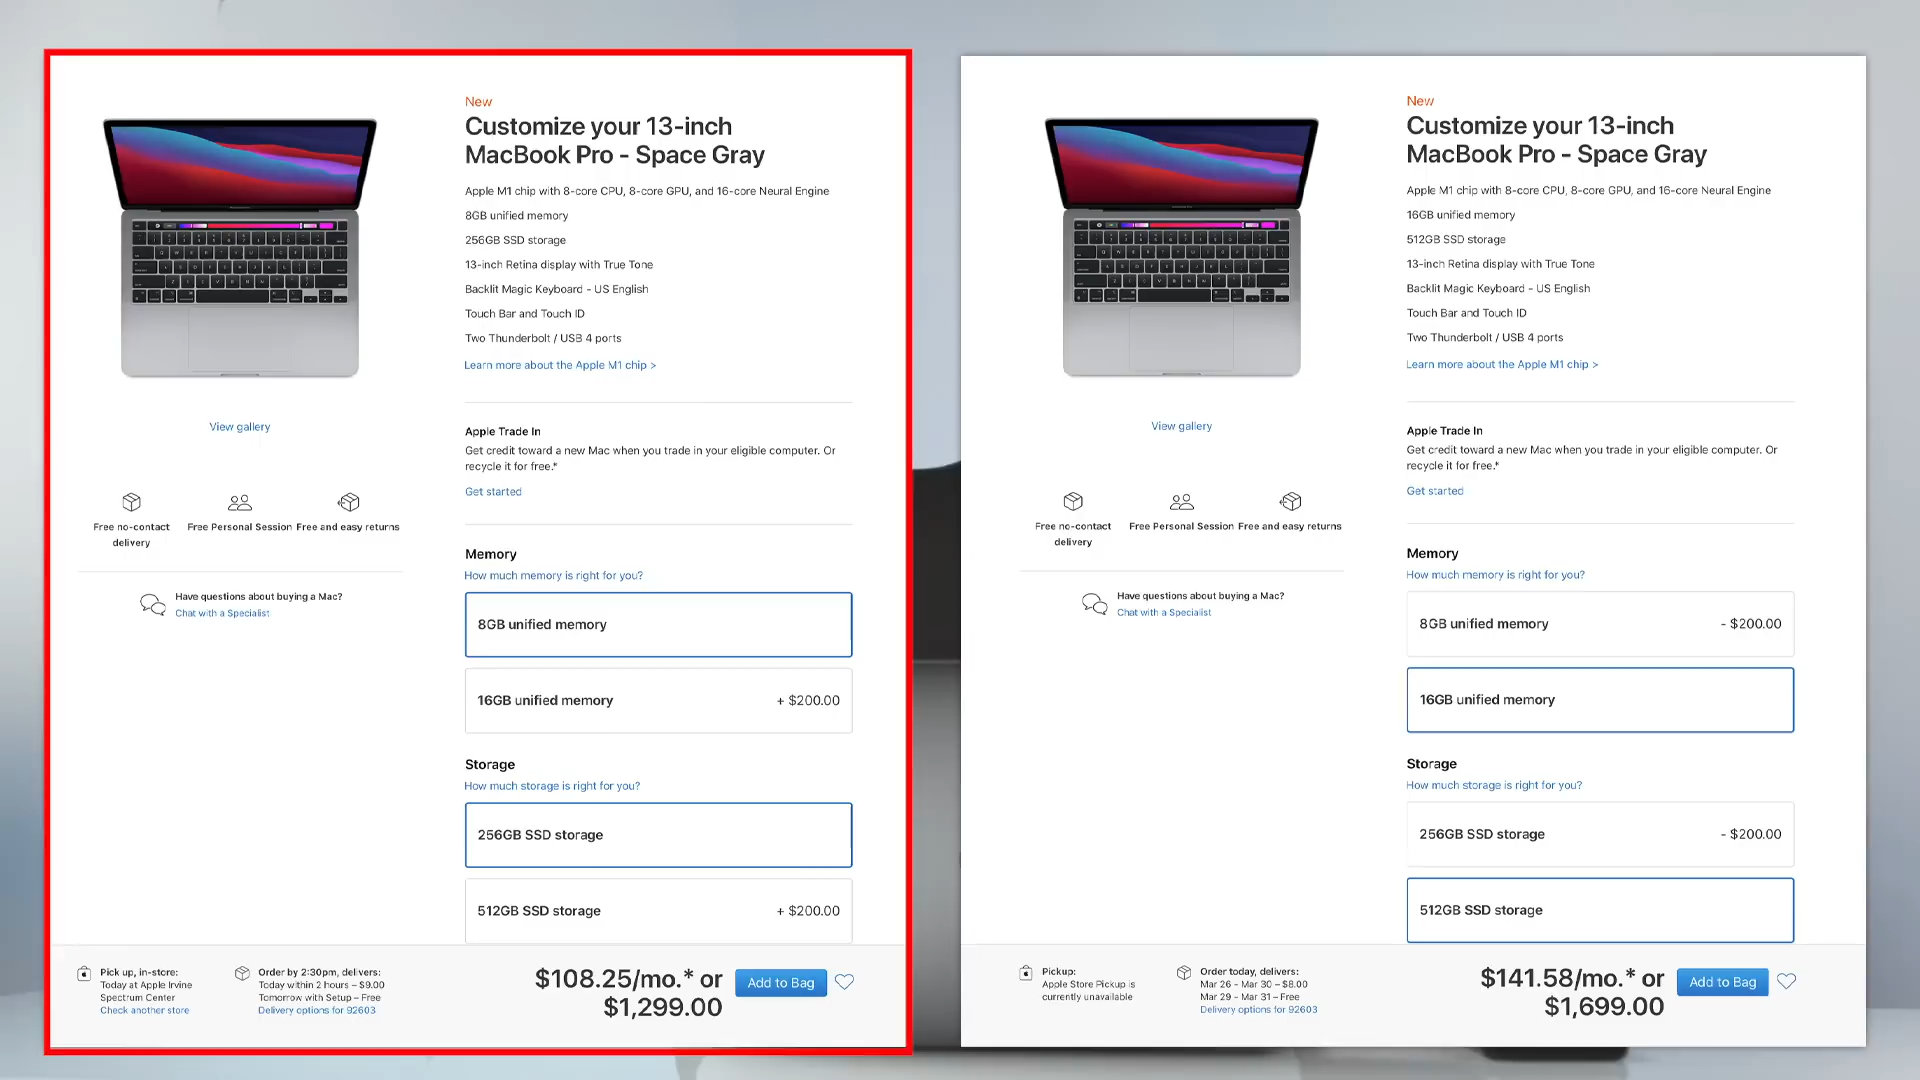 New
Customize your 13-inch
MacBook Pro - Space Gray
Apple M1 chip with 8-core CPU, 8-core GPU, and 16-core Neural Engine
8GB unified memory
256GB SSD storage
13-inch Retina display with True Tone
Backlit Magic Keyboard - US English
Touch Bar and Touch ID
Two Thunderbolt / USB 4 ports
Learn more about the Apple M1 chip >
View gallery
Apple Trade In
Get credit toward a new Mac when you trade in your eligible computer. Or
recycle it for free.*
Get started
Free no-contact
delivery
Free Personal Session
Free and easy returns
Have questions about buying a Mac?
Chat with a Specialist
Memory
How much memory is right for you?
8GB unified memory
16GB unified memory + $200.00
Storage
How much storage is right for you?
256GB SSD storage
512GB SSD storage + $200.00
Pick up, in-store:
Today at Apple Irvine
Spectrum Center
Check another store
Order by 2:30pm, delivers:
Today within 2 hours – $9.00
Tomorrow with Setup – Free
Delivery options for 92603
$108.25/mo.* or
$1,299.00
Add to Bag
New
Customize your 13-inch
MacBook Pro - Space Gray
Apple M1 chip with 8-core CPU, 8-core GPU, and 16-core Neural Engine
16GB unified memory
512GB SSD storage
13-inch Retina display with True Tone
Backlit Magic Keyboard - US English
Touch Bar and Touch ID
Two Thunderbolt / USB 4 ports
Learn more about the Apple M1 chip >
View gallery
Apple Trade In
Get credit toward a new Mac when you trade in your eligible computer. Or
recycle it for free.*
Get started
Free no-contact
delivery
Free Personal Session
Free and easy returns
Have questions about buying a Mac?
Chat with a Specialist
Memory
How much memory is right for you?
8GB unified memory - $200.00
16GB unified memory
Storage
How much storage is right for you?
256GB SSD storage - $200.00
512GB SSD storage
Pickup:
Apple Store Pickup is
currently unavailable
Order today, delivers:
Mar 26 - Mar 30 – $8.00
Mar 29 - Mar 31 – Free
Delivery options for 92603
$141.58/mo.* or
$1,699.00
Add to Bag